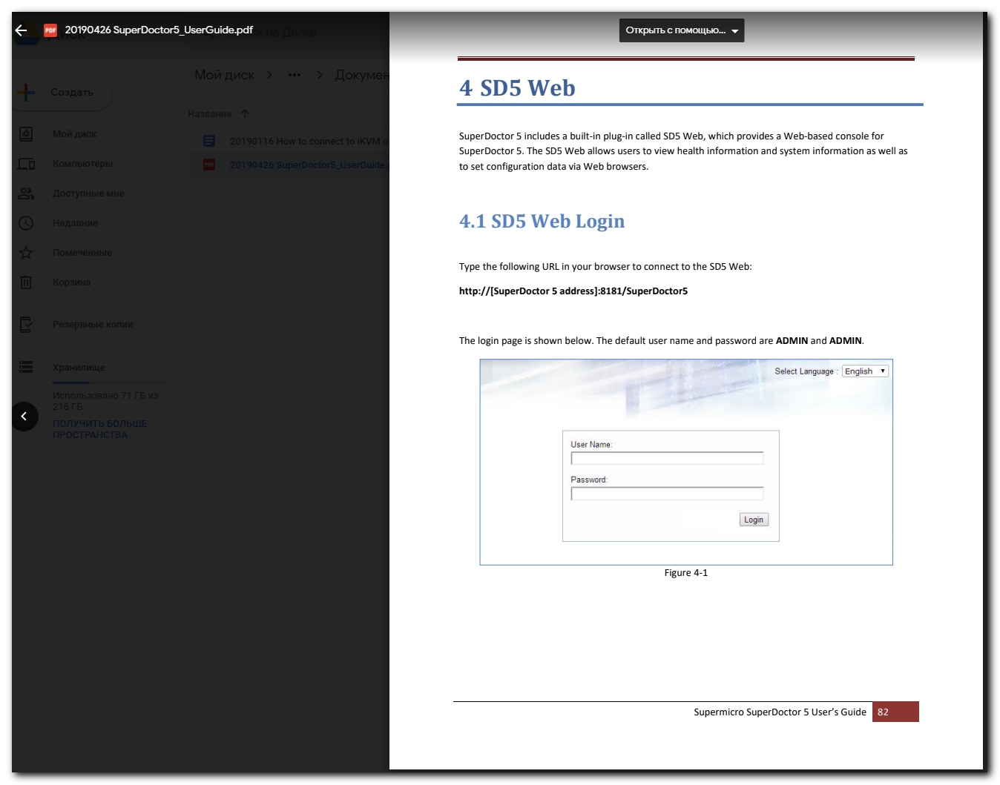 20190426 SuperDoctor5_UserGuide.pdf
на Диске
Открыть с помощью...
Мой диск > ... > Докумен
Создать
Название
Мой диск
20190116 How to connect to iKVM o
Компьютеры
20190426 SuperDoctor5_UserGuide.
Доступные мне
Недавние
Помеченные
Корзина
Резервные копии
Хранилище
Использовано 71 ГБ из
216 ГБ
ПОЛУЧИТЬ БОЛЬШЕ
ПРОСТРАНСТВА
4 SD5 Web
SuperDoctor 5 includes a built-in plug-in called SD5 Web, which provides a Web-based console for
SuperDoctor 5. The SD5 Web allows users to view health information and system information as well as
to set configuration data via Web browsers.
4.1 SD5 Web Login
Type the following URL in your browser to connect to the SD5 Web:
http://[SuperDoctor 5 address]:8181/SuperDoctor5
The login page is shown below. The default user name and password are ADMIN and ADMIN.
Select Language : English
User Name:
Password:
Login
Figure 4-1
Supermicro SuperDoctor 5 User’s Guide 82